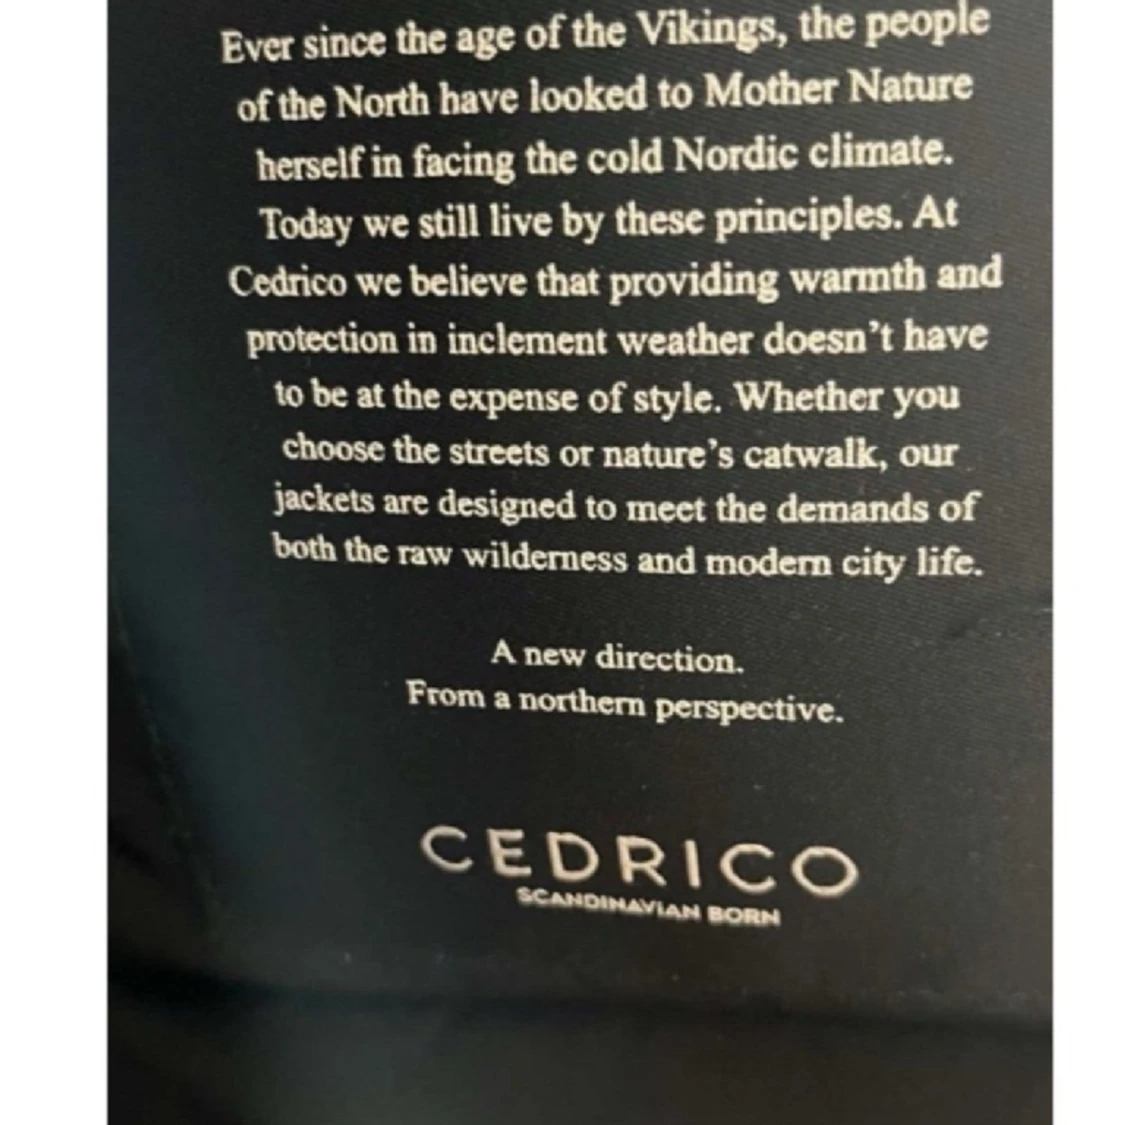 Ever since the age of the Vikings, the people
of the North have looked to Mother Nature
herself in facing the cold Nordic climate.
Today we still live by these principles. At
Cedrico we believe that providing warmth and
protection in inclement weather doesn't have
to be at the expense of style. Whether you
choose the streets or nature's catwalk, our
jackets are designed to meet the demands of
both the raw wilderness and modern city life.
A new direction.
From a northern perspective.
CEDRICO
SCANDINAVIAN BORN